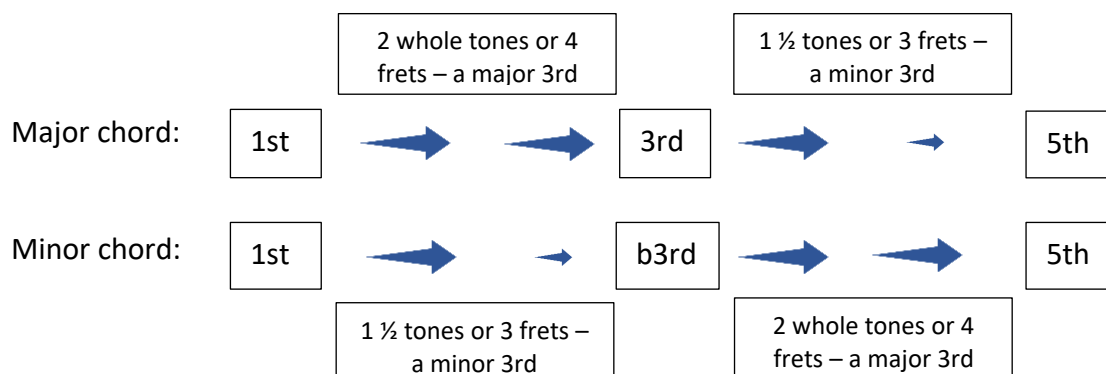 2 whole tones or 4
frets – a major 3rd
1 ½ tones or 3 frets –
a minor 3rd
Major chord:
1st
3rd
5th
Minor chord:
1st
b3rd
5th
1 ½ tones or 3 frets –
a minor 3rd
2 whole tones or 4
frets – a major 3rd